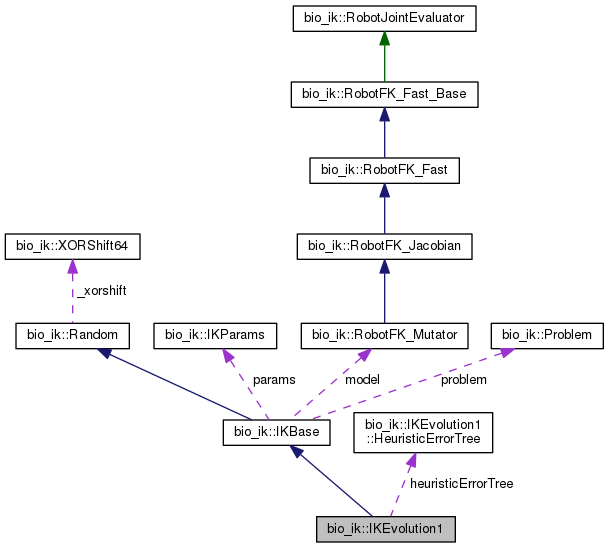 bio_ik::RobotJointEvaluator
bio_ik::RobotFK_Fast_Base
bio_ik::RobotFK_Fast
bio_ik::XORShift64
bio_ik::RobotFK_Jacobian
_xorshift
bio_ik::Random
bio_ik::IKParams
bio_ik::RobotFK_Mutator
bio_ik::Problem
params
model
problem
bio_ik::IKBase
bio_ik::IKEvolution1
::HeuristicErrorTree
heuristicErrorTree
bio_ik::IKEvolution1